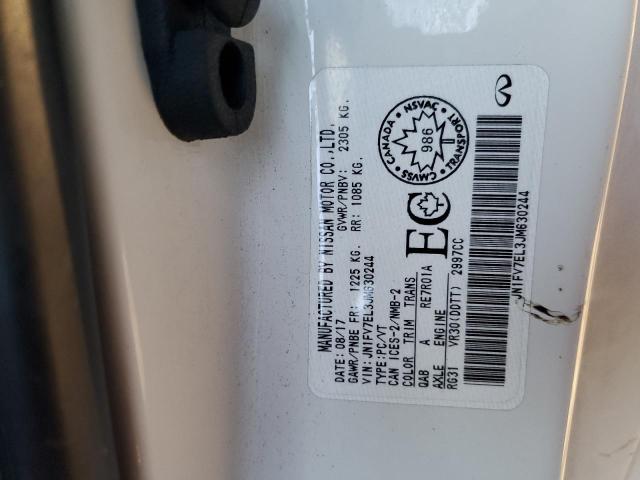 MANUFACTURED BY NISSAN MOTOR CO.,LTD.
DATE: 08/17 GVWR/PNBV: 2305 KG.
GAWR/PNBE FR: 1225 KG. RR: 1085 KG.
VIN: JN1FV7EL3JM630244
TYPE:PC/VT
CAN ICES-2/NMB-2
COLOR TRIM TRANS
QAB A RE7R01A
AXLE ENGINE
RG31 VR30(DDTT) 2997CC
EC
CANADA • NSVAC • TRANSPORT • CMVSS
986
JN1FV7EL3JM630244